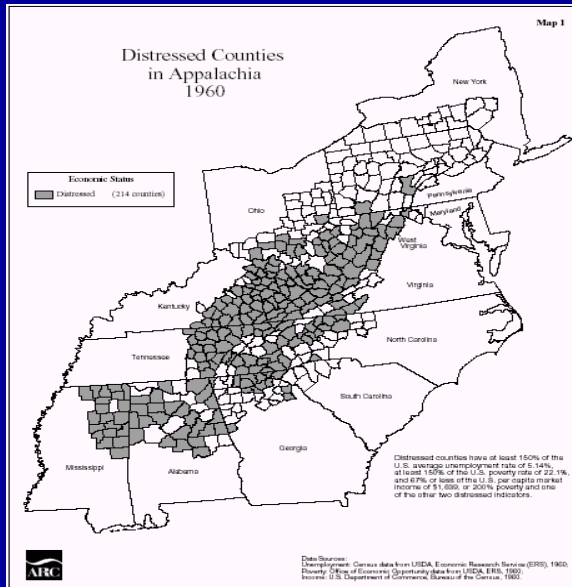 Map 1
Distressed Counties
in Appalachia
1960
Economic Status
Distressed (214 counties)
New York
Pennsylvania
Maryland
Ohio
West
Virginia
Virginia
Kentucky
North Carolina
Tennessee
South Carolina
Georgia
Mississippi
Alabama
Distressed counties have at least 150% of the
U.S. average unemployment rate of 5.14%,
at least 150% of the U.S. poverty rate of 22.1%,
and 67% or less of the U.S. per capita market
income of $1,639, or 200% poverty and one
of the other two distressed indicators.
ARC
Data Sources:
Unemployment: Census data from USDA, Economic Research Service (ERS), 1960;
Poverty: Office of Economic Opportunity data from USDA, ERS, 1960;
Income: U.S. Department of Commerce, Bureau of the Census, 1960.